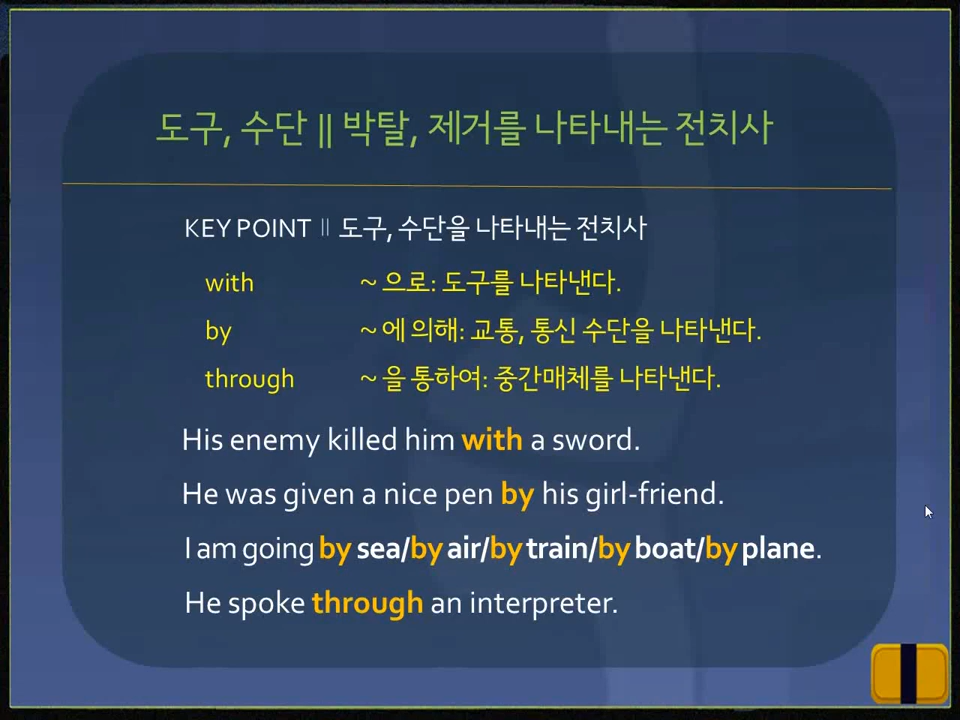 도구, 수단 || 박탈, 제거를 나타내는 전치사
KEY POINT || 도구, 수단을 나타내는 전치사
with ~ 으로: 도구를 나타낸다.
by ~ 에 의해: 교통, 통신 수단을 나타낸다.
through ~ 을 통하여: 중간매체를 나타낸다.
His enemy killed him with a sword.
He was given a nice pen by his girl-friend.
I am going by sea/by air/by train/by boat/by plane.
He spoke through an interpreter.